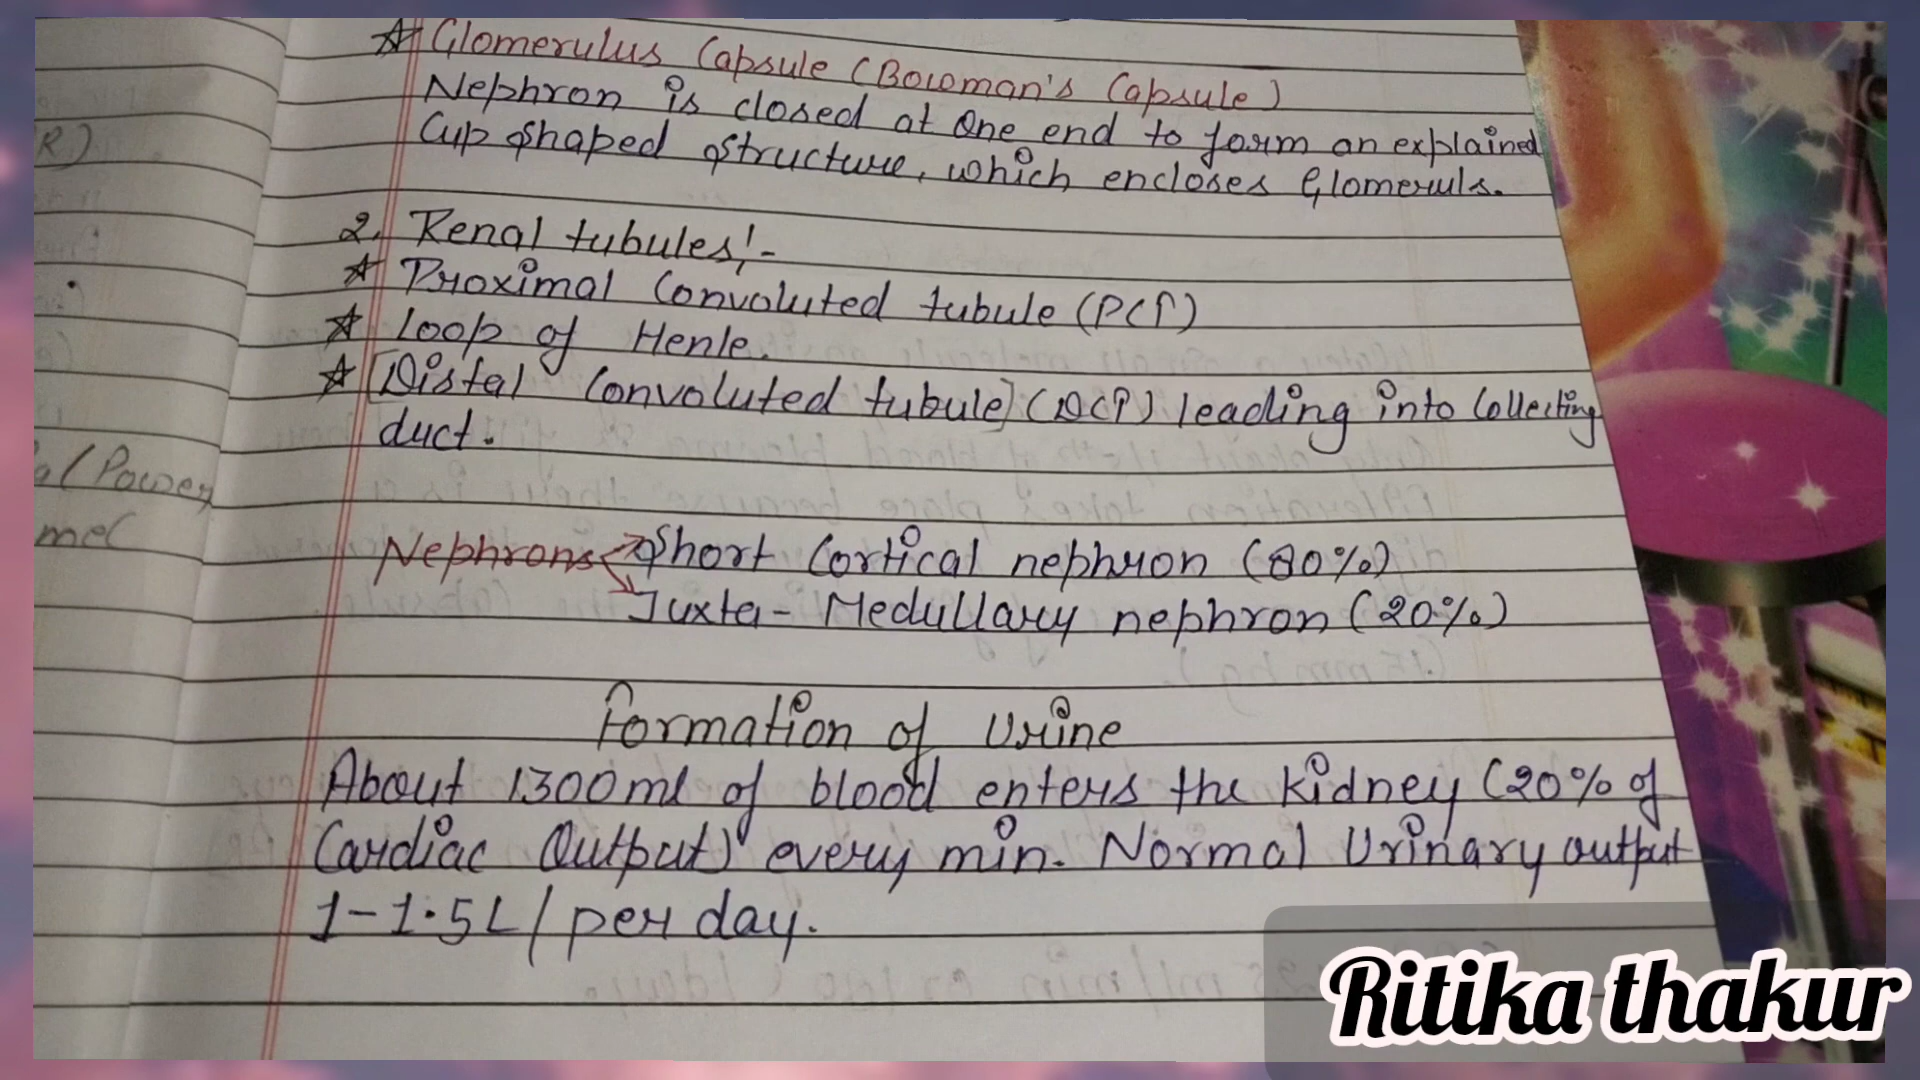 ☆ Glomerulus Capsule (Bowman's Capsule)
Nephron is closed at one end to form an explained
Cup shaped structure, which encloses Glomeruls.
2. Renal tubules:-
☆ Proximal Convoluted tubule (PCT)
☆ Loop of Henle.
☆ [Distal Convoluted tubule] (DCT) leading into Collecting
duct.
Nephrons Short Cortical nephron (80%)
Juxta-Medullary nephron (20%)
Formation of Urine
About 1300ml of blood enters the Kidney (20% of
Cardiac Output) every min. Normal Urinary output
1-1.5L/per day.
R)
(Power
Ritika thakur